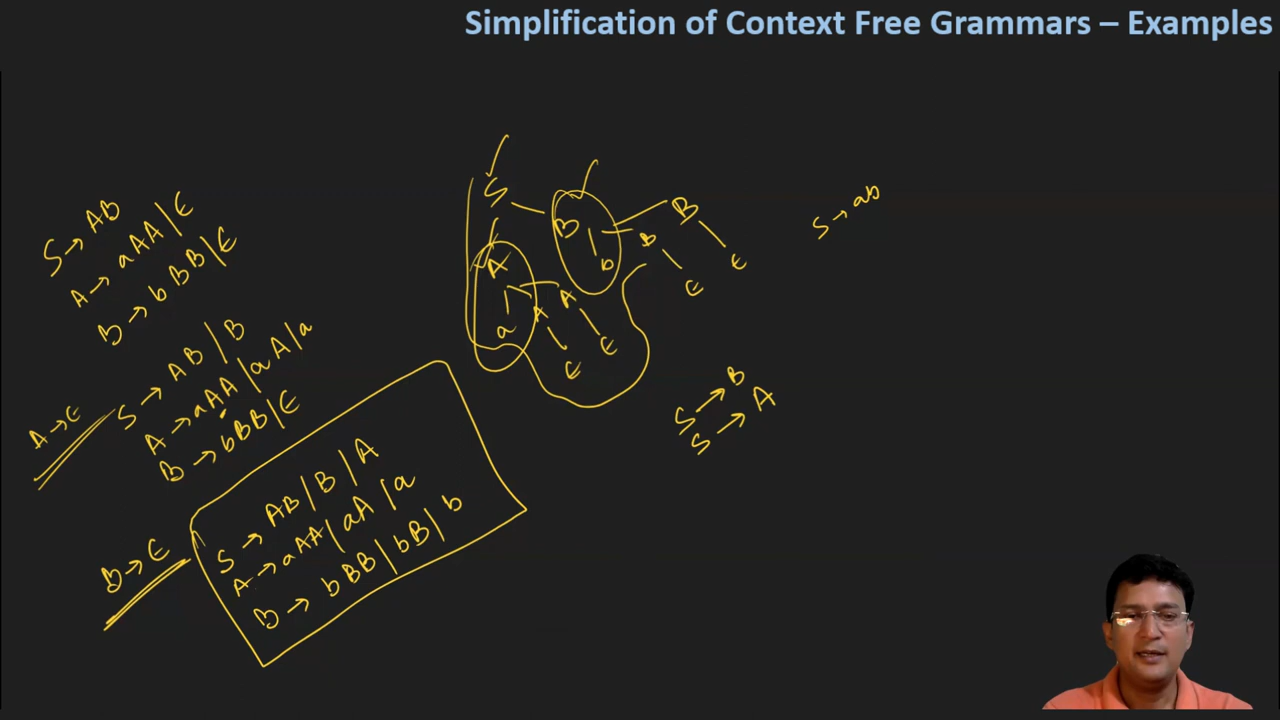 Simplification of Context Free Grammars – Examples
S → AB
A → aAA | ϵ
B → bBB | ϵ
A → ϵ
S → AB | B
A → aAA | aA | a
B → bBB | ϵ
B → ϵ
S → AB | B | A
A → aAA | aA | a
B → bBB | bB | b
S
B
B
B
b
ϵ
ϵ
A
A
A
a
ϵ
ϵ
S → ab
S → B
S → A